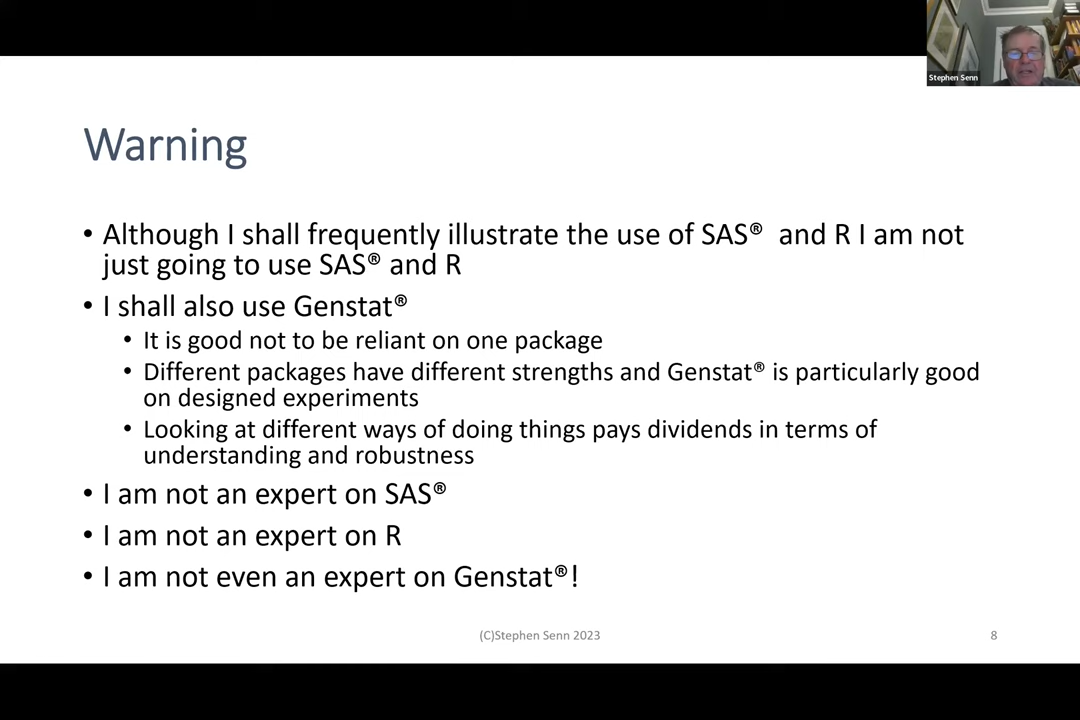 Stephen Senn
Warning
• Although I shall frequently illustrate the use of SAS® and R I am not
just going to use SAS® and R
• I shall also use Genstat®
• It is good not to be reliant on one package
• Different packages have different strengths and Genstat® is particularly good
on designed experiments
• Looking at different ways of doing things pays dividends in terms of
understanding and robustness
• I am not an expert on SAS®
• I am not an expert on R
• I am not even an expert on Genstat®!
(C)Stephen Senn 2023
8